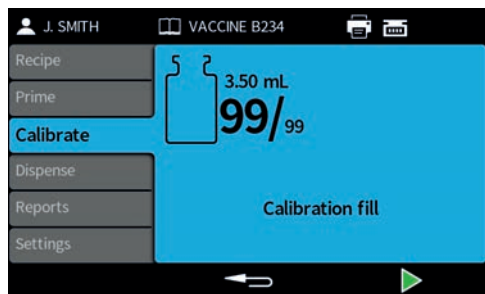 J. SMITH VACCINE B234
Recipe
Prime
Calibrate
Dispense
Reports
Settings
3.50 mL
99/99
Calibration fill